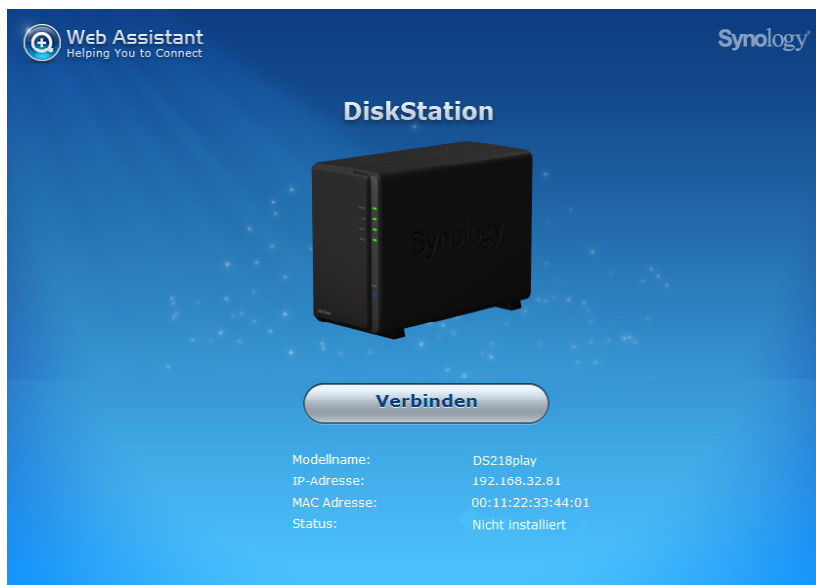 Web Assistant
Helping You to Connect
Synology
DiskStation
Synology
Verbinden
Modellname: DS218play
IP-Adresse: 192.168.32.81
MAC Adresse: 00:11:22:33:44:01
Status: Nicht installiert